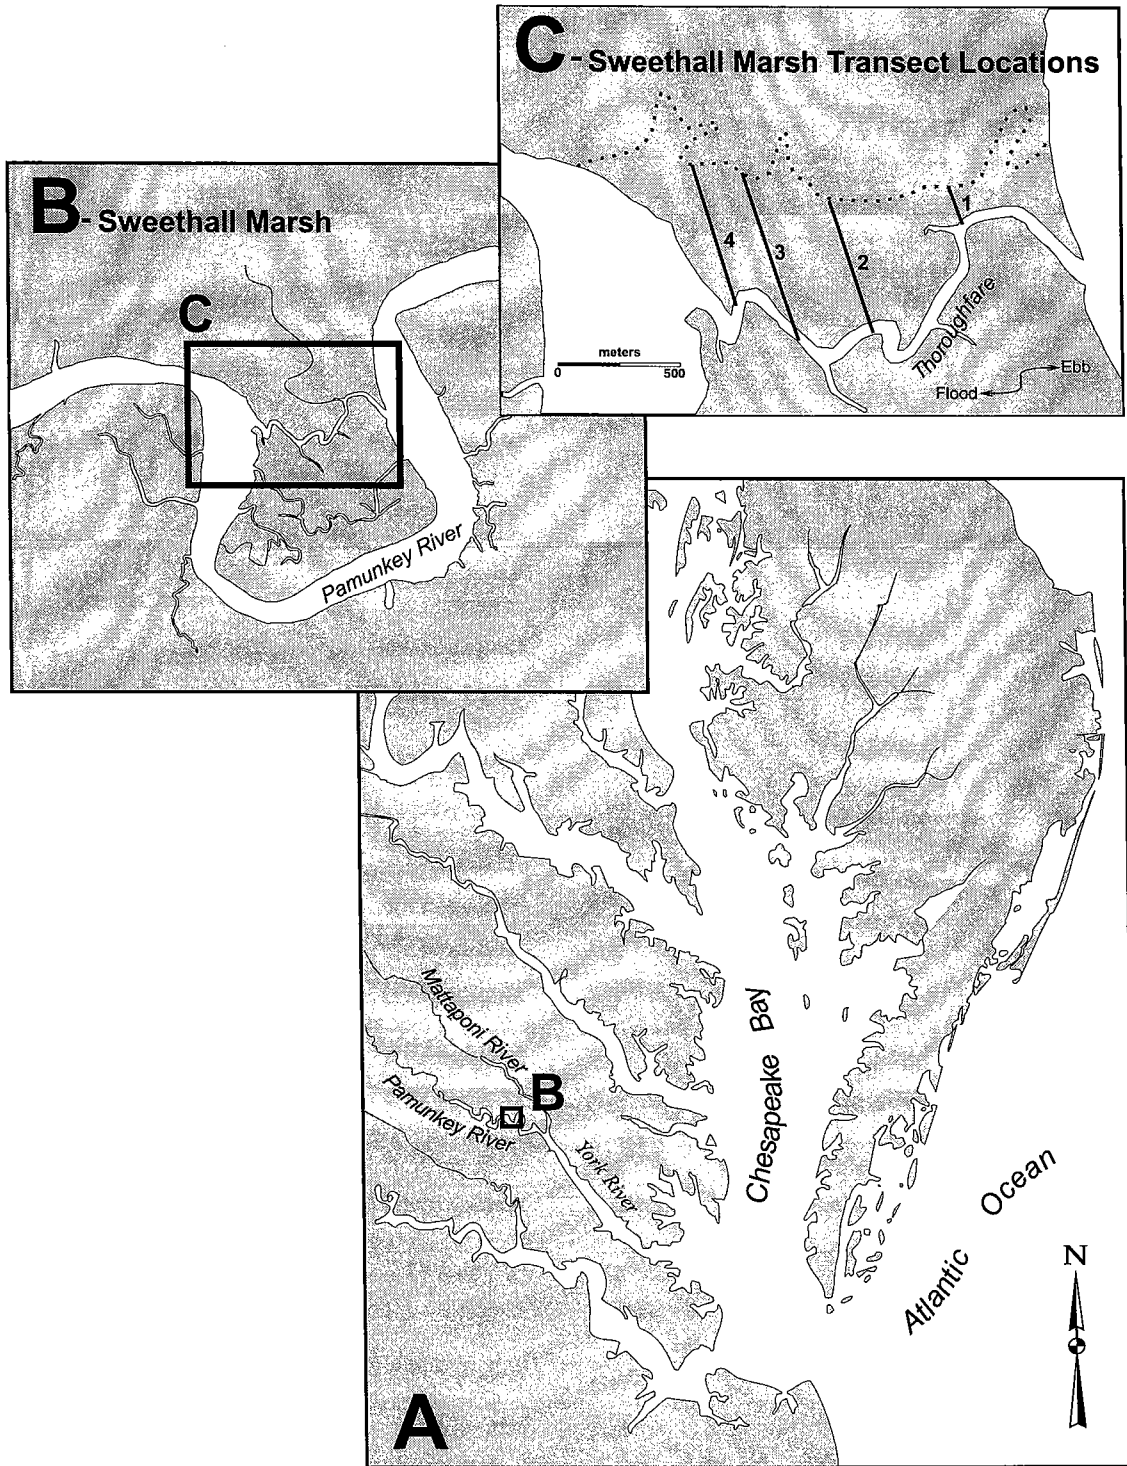 C - Sweethall Marsh Transect Locations
1
2
3
4
Thoroughfare
meters
0 500
Ebb
Flood
B - Sweethall Marsh
C
Pamunkey River
Mattaponi River
Pamunkey River
B
York River
Chesapeake Bay
Atlantic Ocean
N
A